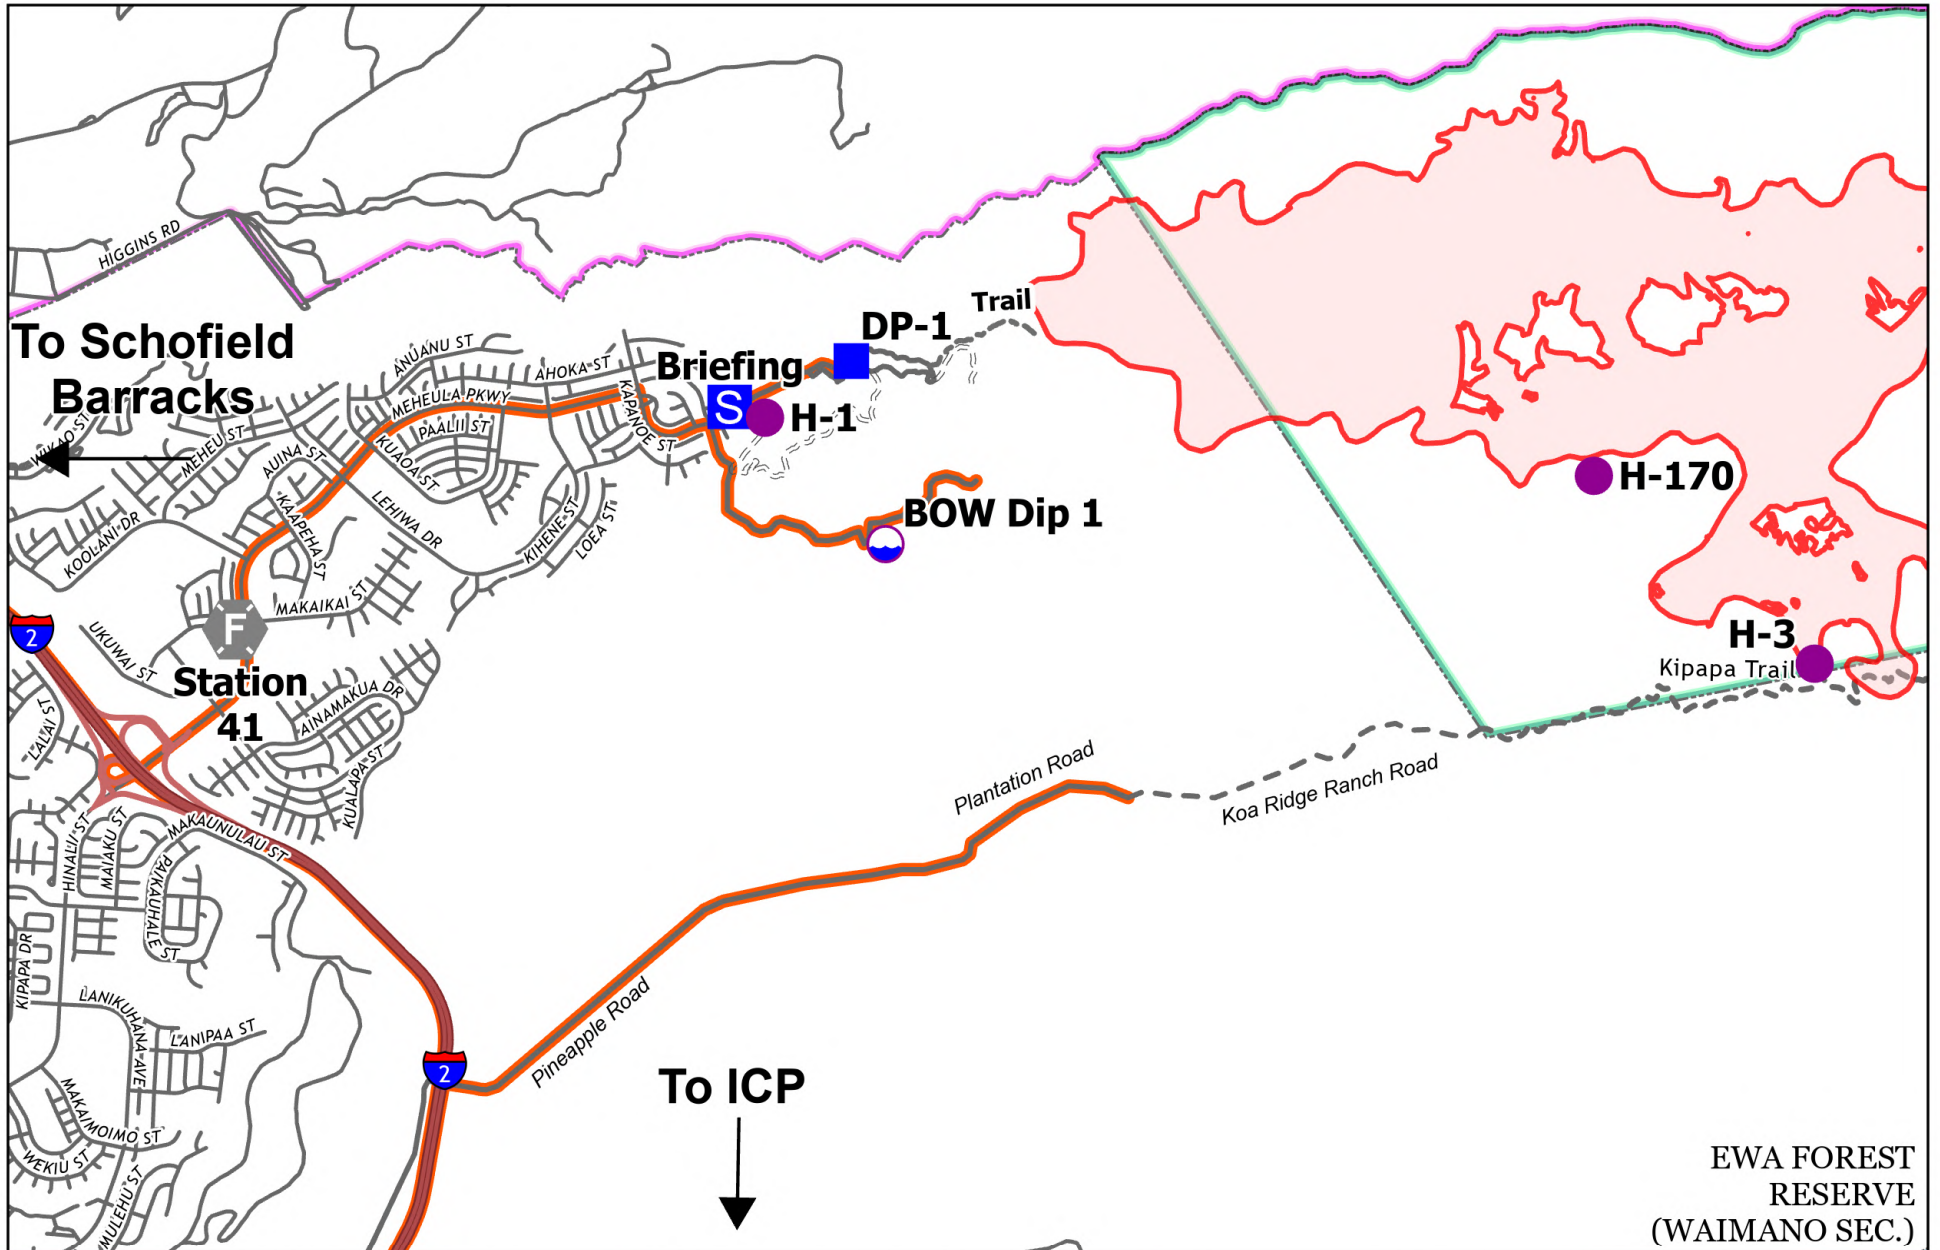 HIGGINS RD
To Schofield
Barracks
WIKAO ST
ANUANU ST
AHOKA ST
Briefing
S
H-1
DP-1
Trail
MEHEULA PKWY
KAPANOE ST
PAALII ST
KUAOA ST
MEHEU ST
AUINA ST
KAAPEHA ST
LEHIWA DR
KOOLANI DR
KIHENE ST
LOEA ST
BOW Dip 1
H-170
MAKAIKAI ST
2
F
UKUWAI ST
Station
41
H-3
Kipapa Trail
LALAI ST
AINAMAKUA DR
KUALAPA ST
Plantation Road
Koa Ridge Ranch Road
MAKAUNULAU ST
HINALII ST
MAIAKU ST
PAIKAUHALE ST
KIPAPA DR
LANIKUHANA AVE
LANIPAA ST
Pineapple Road
2
To ICP
MAKAIMOIMO ST
WEKIU ST
MULEHU ST
EWA FOREST
RESERVE
(WAIMANO SEC.)